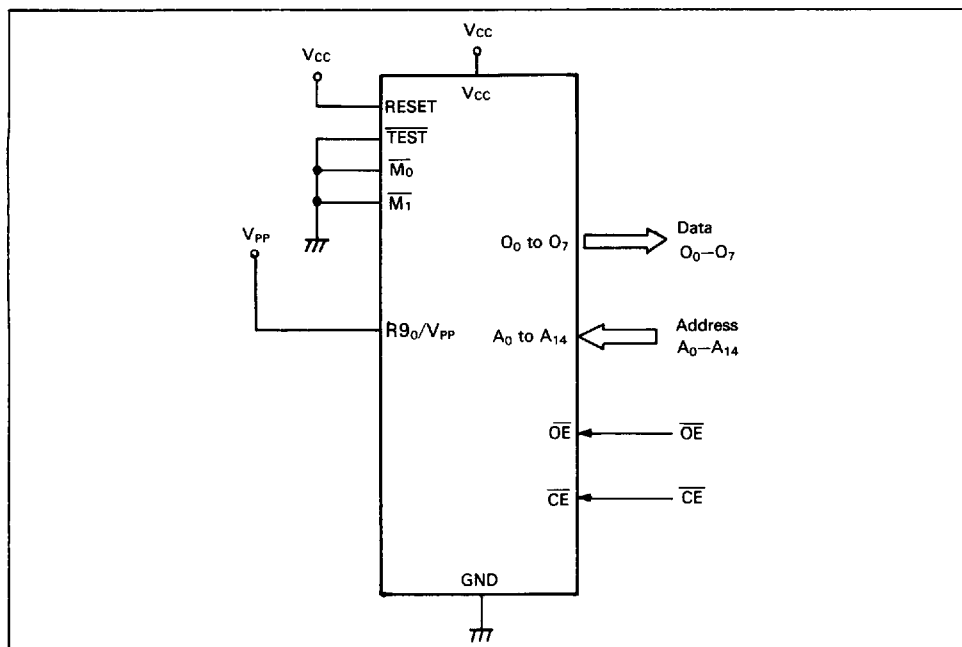 VCC
VCC
VCC
RESET
TEST
M0
M1
VPP
O0 to O7
Data
O0—O7
R90/VPP
A0 to A14
Address
A0—A14
OE
OE
CE
CE
GND